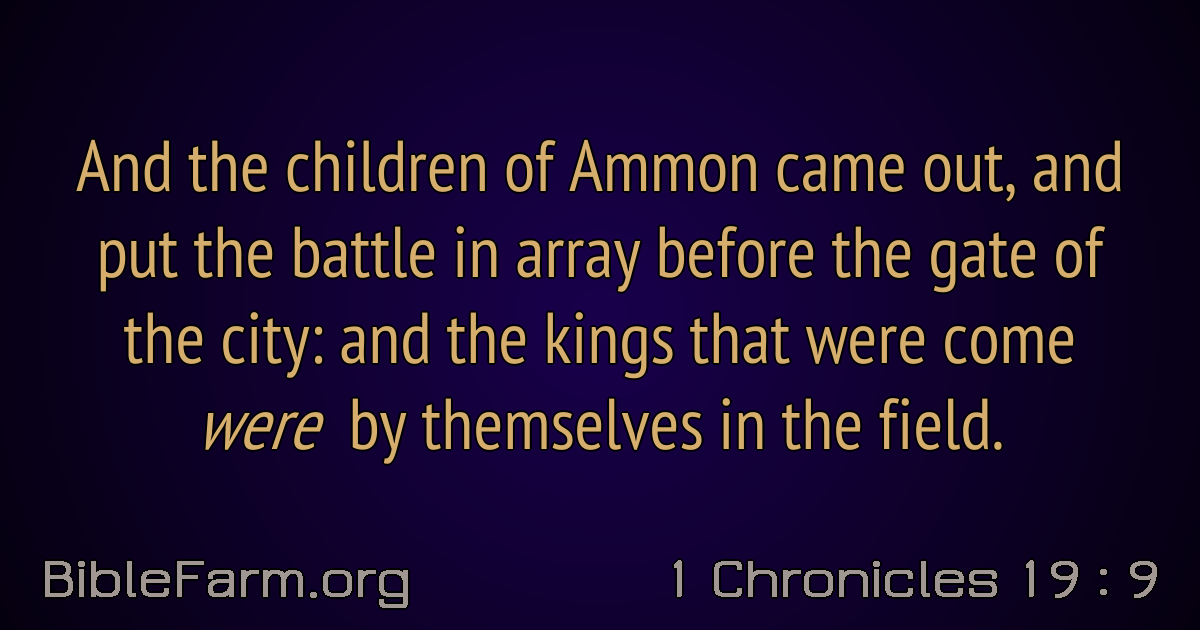 And the children of Ammon came out, and
put the battle in array before the gate of
the city: and the kings that were come
were by themselves in the field.
BibleFarm.org
1 Chronicles 19 : 9